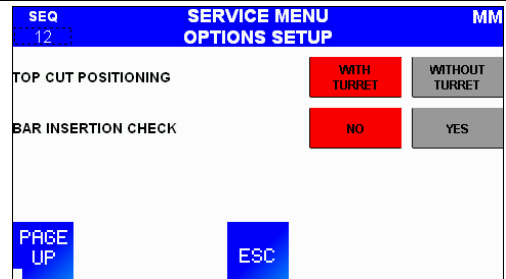 SEQ SERVICE MENU MM
12 OPTIONS SETUP
TOP CUT POSITIONING WITH TURRET WITHOUT TURRET
BAR INSERTION CHECK NO YES
PAGE UP ESC